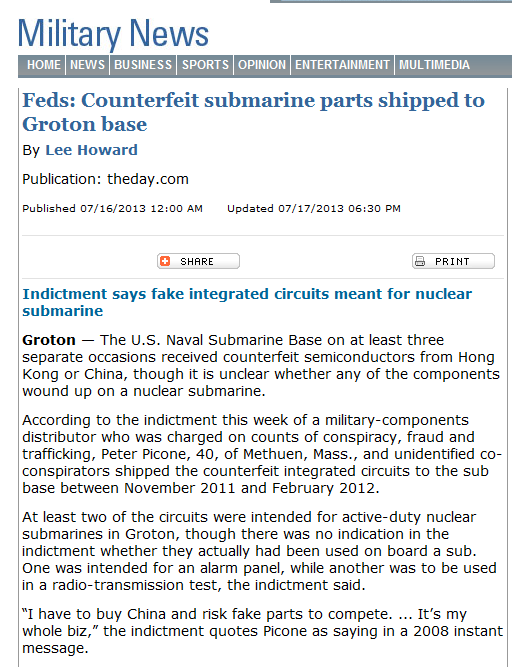 Military News
HOME NEWS BUSINESS SPORTS OPINION ENTERTAINMENT MULTIMEDIA
Feds: Counterfeit submarine parts shipped to
Groton base
By Lee Howard
Publication: theday.com
Published 07/16/2013 12:00 AM Updated 07/17/2013 06:30 PM
SHARE PRINT
Indictment says fake integrated circuits meant for nuclear
submarine
Groton — The U.S. Naval Submarine Base on at least three
separate occasions received counterfeit semiconductors from Hong
Kong or China, though it is unclear whether any of the components
wound up on a nuclear submarine.
According to the indictment this week of a military-components
distributor who was charged on counts of conspiracy, fraud and
trafficking, Peter Picone, 40, of Methuen, Mass., and unidentified co-
conspirators shipped the counterfeit integrated circuits to the sub
base between November 2011 and February 2012.
At least two of the circuits were intended for active-duty nuclear
submarines in Groton, though there was no indication in the
indictment whether they actually had been used on board a sub.
One was intended for an alarm panel, while another was to be used
in a radio-transmission test, the indictment said.
“I have to buy China and risk fake parts to compete. ... It’s my
whole biz,” the indictment quotes Picone as saying in a 2008 instant
message.